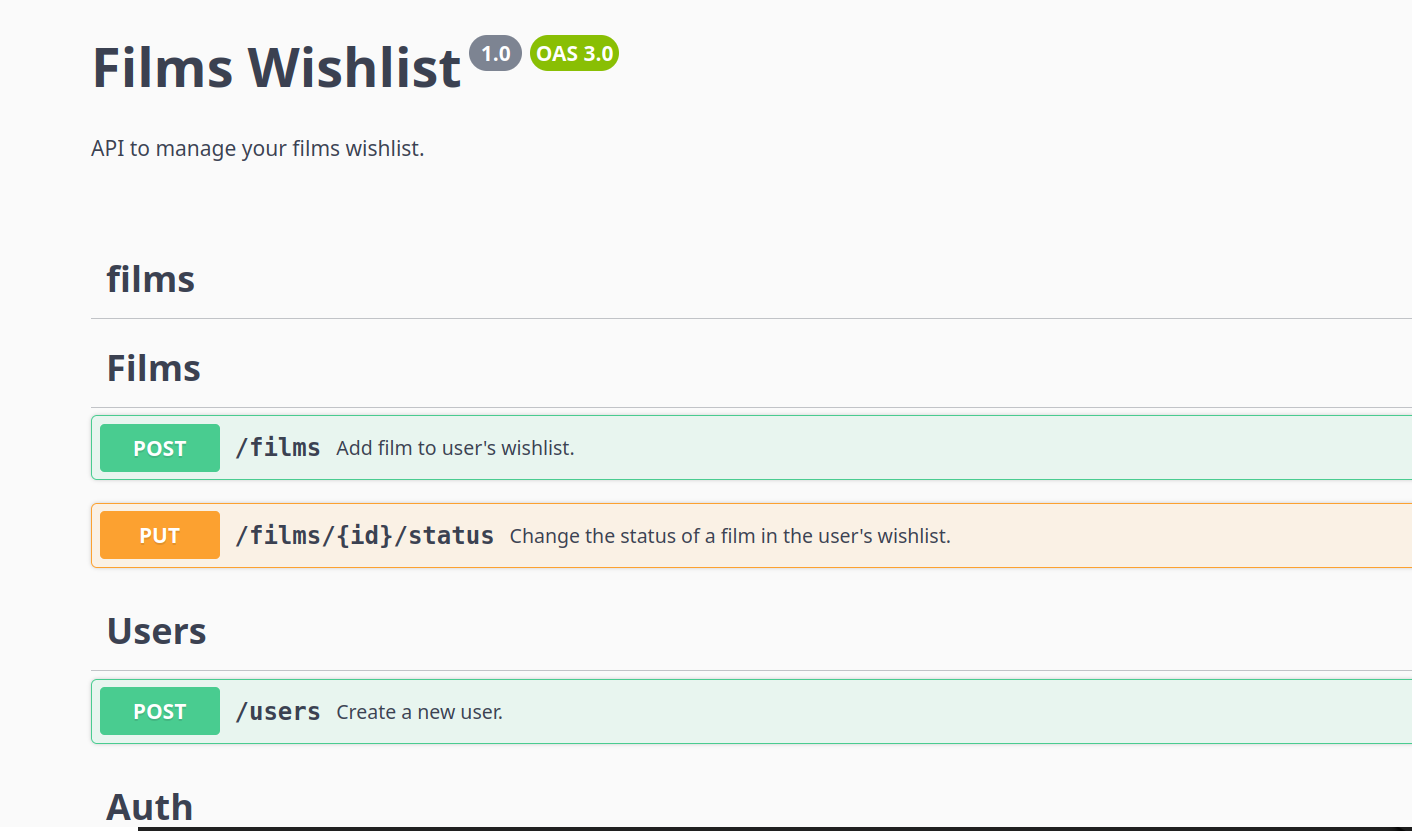 Films Wishlist 1.0 OAS 3.0
API to manage your films wishlist.
films
Films
POST /films Add film to user's wishlist.
PUT /films/{id}/status Change the status of a film in the user's wishlist.
Users
POST /users Create a new user.
Auth